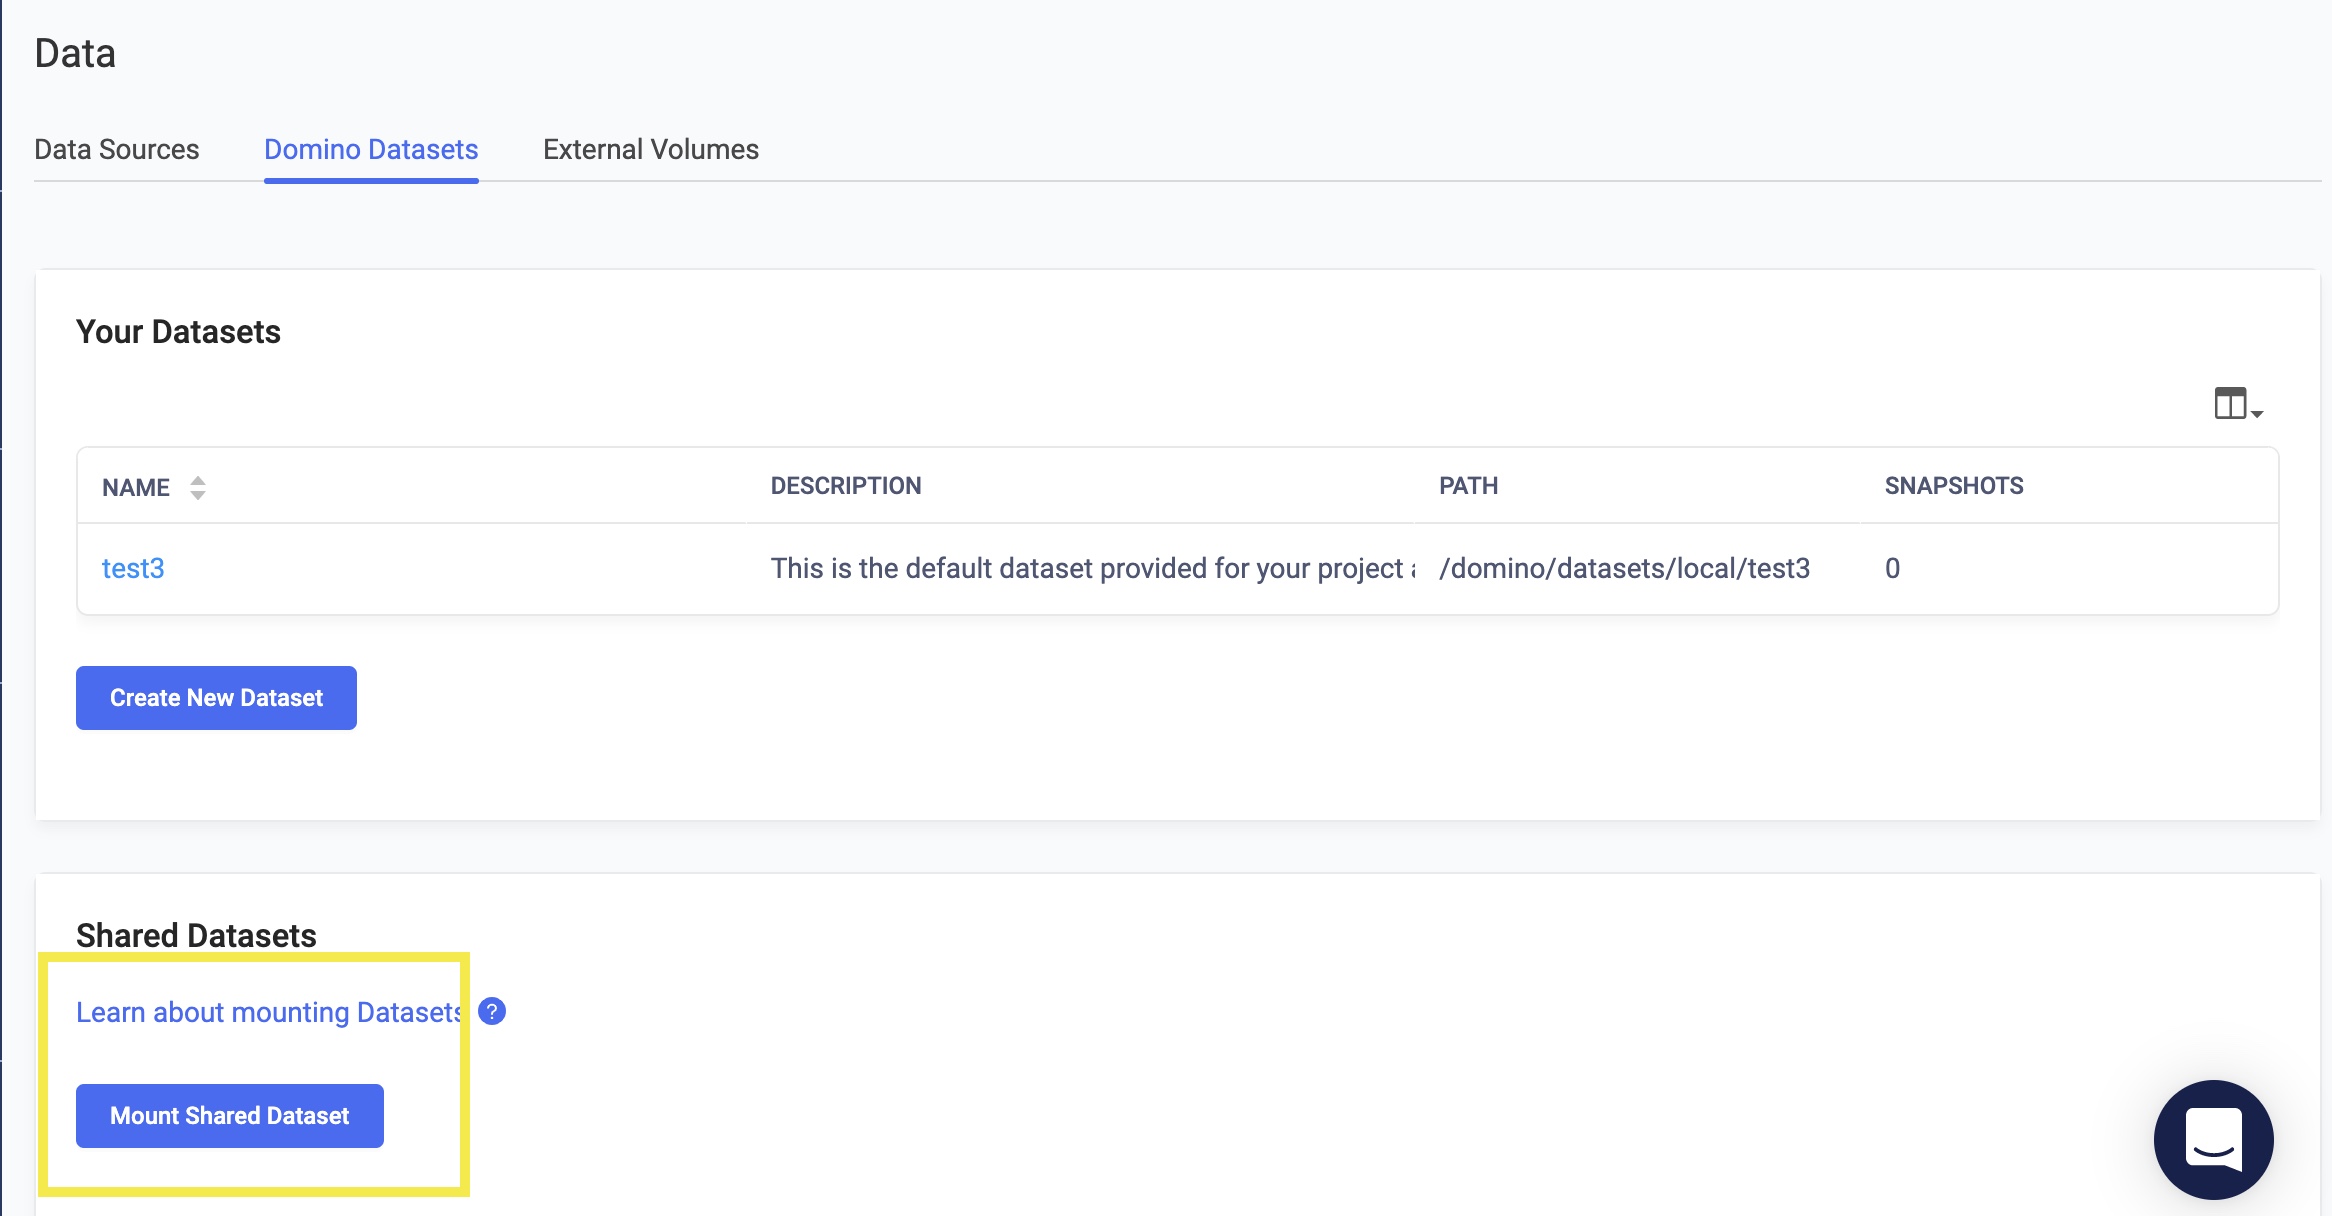 Data
Data Sources Domino Datasets External Volumes
Your Datasets
NAME DESCRIPTION PATH SNAPSHOTS
test3 This is the default dataset provided for your project /domino/datasets/local/test3 0
Create New Dataset
Shared Datasets
Learn about mounting Datasets ?
Mount Shared Dataset